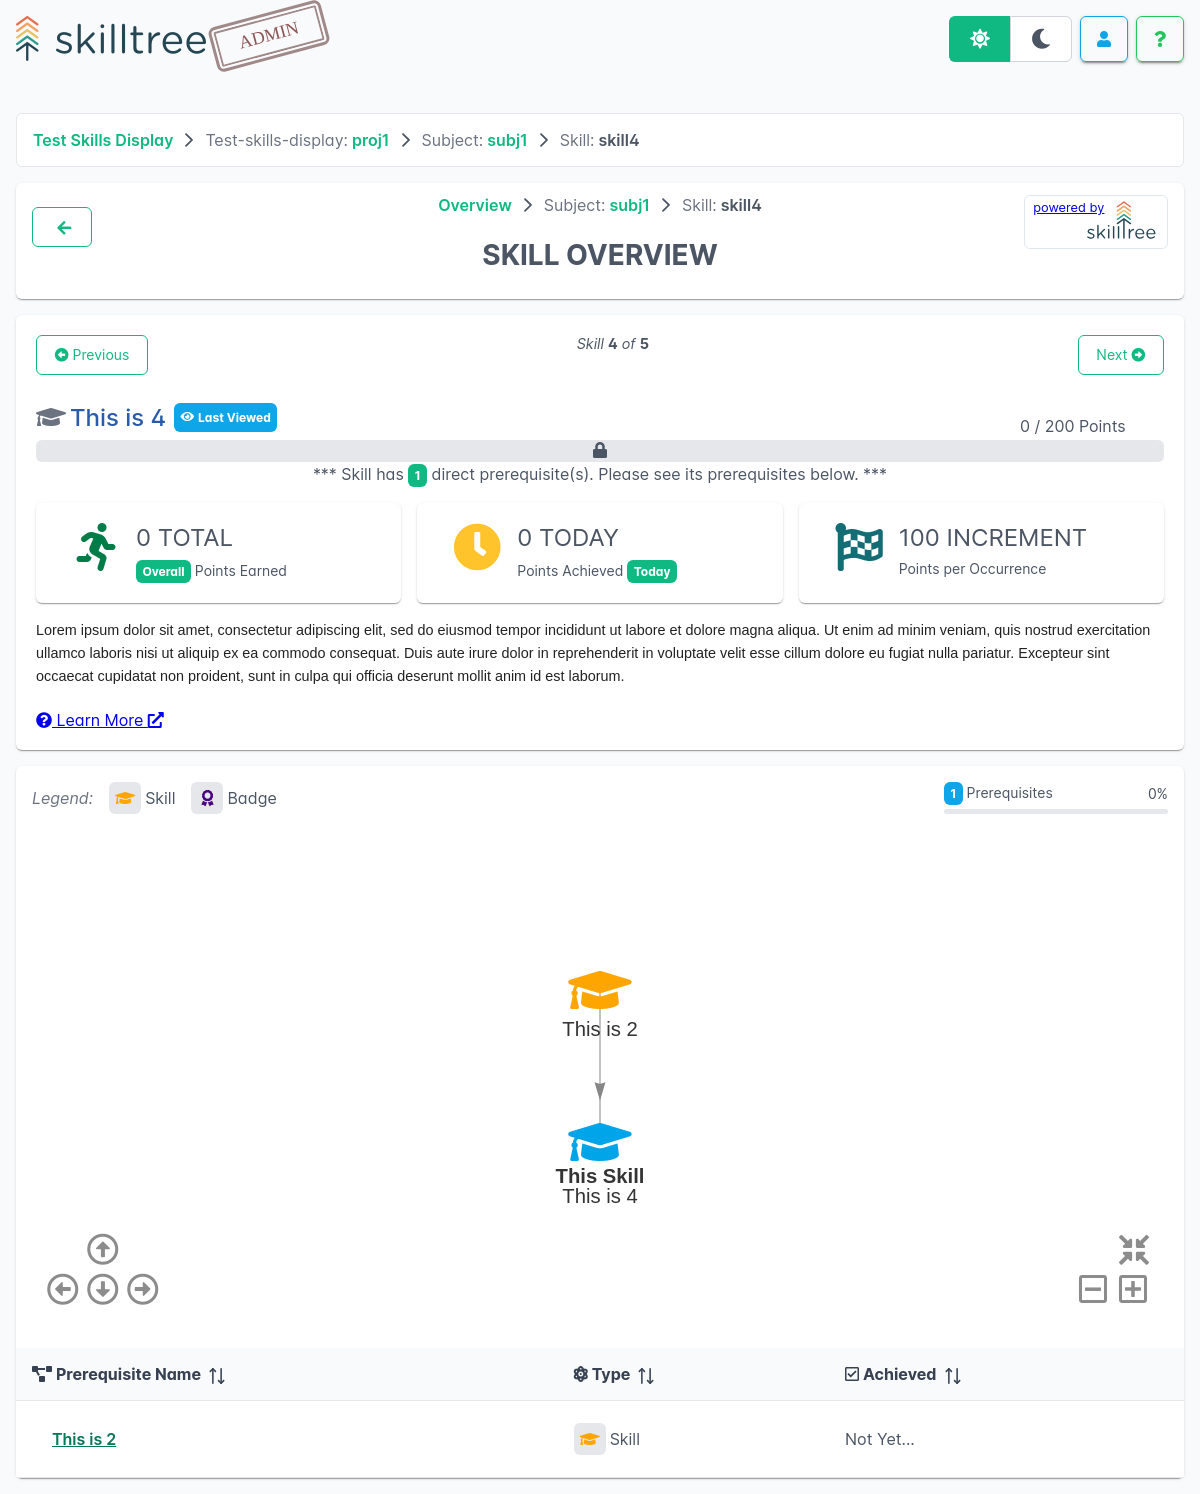 skilltree ADMIN
?
Test Skills Display Test-skills-display: proj1 Subject: subj1 Skill: skill4
Overview Subject: subj1 Skill: skill4
powered by
skilltree
SKILL OVERVIEW
Previous
Skill 4 of 5
Next
This is 4 Last Viewed
0 / 200 Points
*** Skill has 1 direct prerequisite(s). Please see its prerequisites below. ***
0 TOTAL
Overall Points Earned
0 TODAY
Points Achieved Today
100 INCREMENT
Points per Occurrence
Lorem ipsum dolor sit amet, consectetur adipiscing elit, sed do eiusmod tempor incididunt ut labore et dolore magna aliqua. Ut enim ad minim veniam, quis nostrud exercitation
ullamco laboris nisi ut aliquip ex ea commodo consequat. Duis aute irure dolor in reprehenderit in voluptate velit esse cillum dolore eu fugiat nulla pariatur. Excepteur sint
occaecat cupidatat non proident, sunt in culpa qui officia deserunt mollit anim id est laborum.
Learn More
Legend: Skill Badge
1 Prerequisites 0%
This is 2
This Skill
This is 4
Prerequisite Name Type Achieved
This is 2 Skill Not Yet...